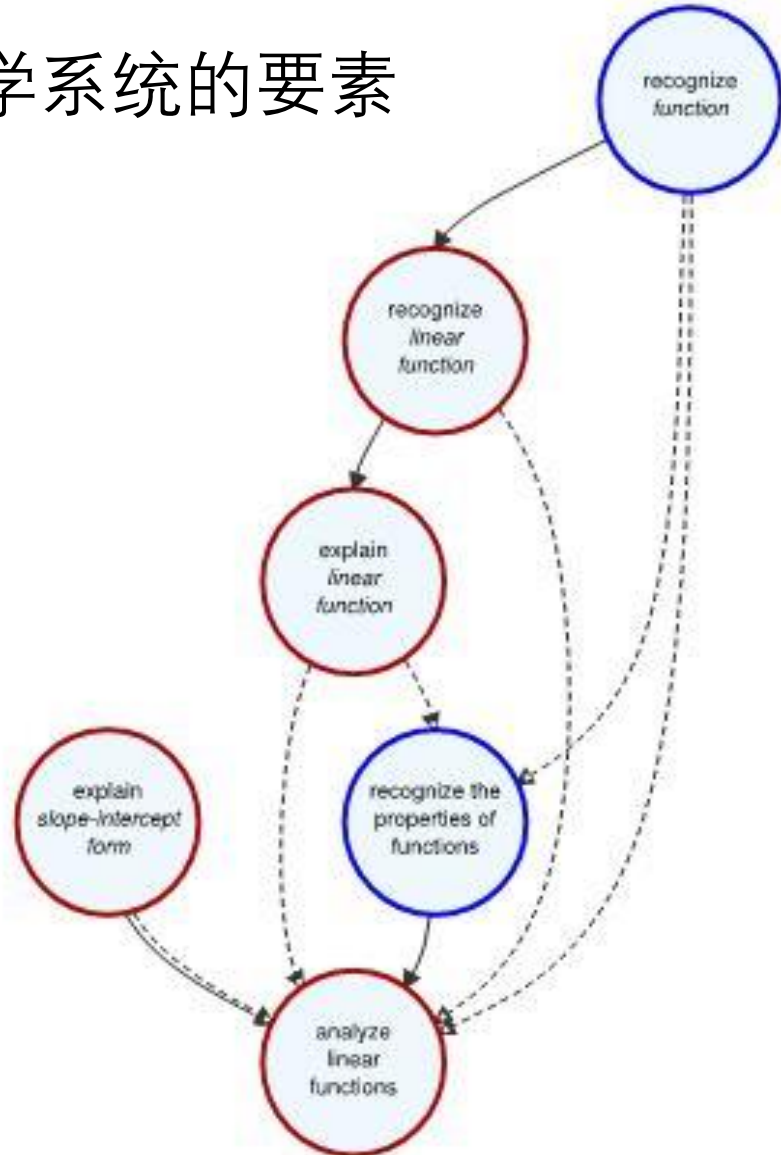 学系统的要素
recognize
function
recognize
linear
function
explain
linear
function
explain
slope-intercept
form
recognize the
properties of
functions
analyze
linear
functions